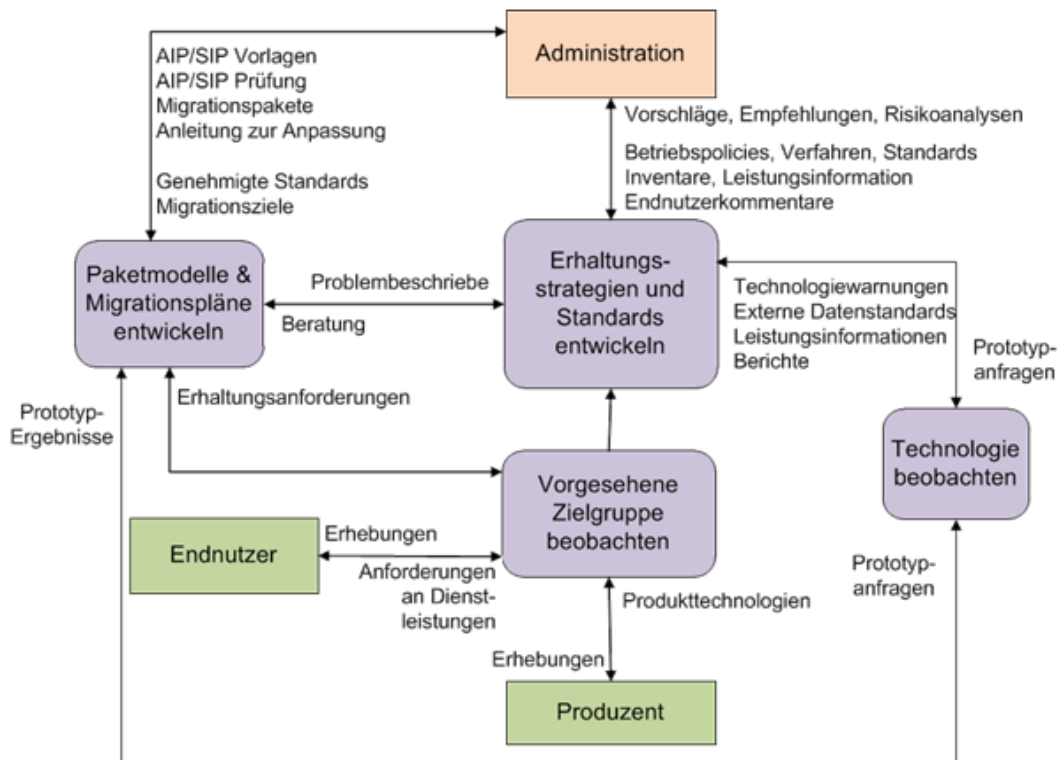 Administration
AIP/SIP Vorlagen
AIP/SIP Prüfung
Migrationspakete
Anleitung zur Anpassung
Genehmigte Standards
Migrationsziele
Vorschläge, Empfehlungen, Risikoanalysen
Betriebspolicies, Verfahren, Standards
Inventare, Leistungsinformation
Endnutzerkommentare
Paketmodelle &
Migrationspläne
entwickeln
Problembeschriebe
Beratung
Erhaltungs-
strategien und
Standards
entwickeln
Technologiewarnungen
Externe Datenstandards
Leistungsinformationen
Berichte
Prototyp-
anfragen
Prototyp-
Ergebnisse
Erhaltungsanforderungen
Technologie
beobachten
Vorgesehene
Zielgruppe
beobachten
Endnutzer
Erhebungen
Anforderungen
an Dienst-
leistungen
Prototyp-
anfragen
Produkttechnologien
Erhebungen
Produzent